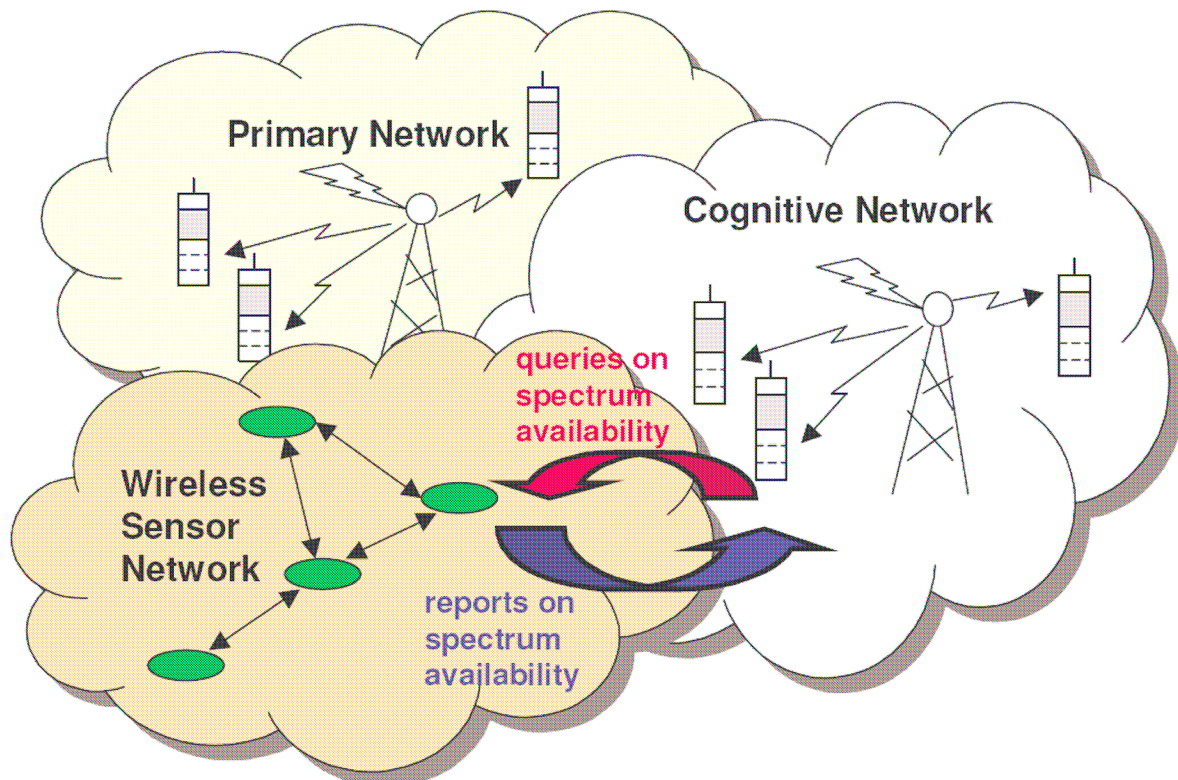 Primary Network
Cognitive Network
queries on
spectrum
availability
Wireless
Sensor
Network
reports on
spectrum
availability